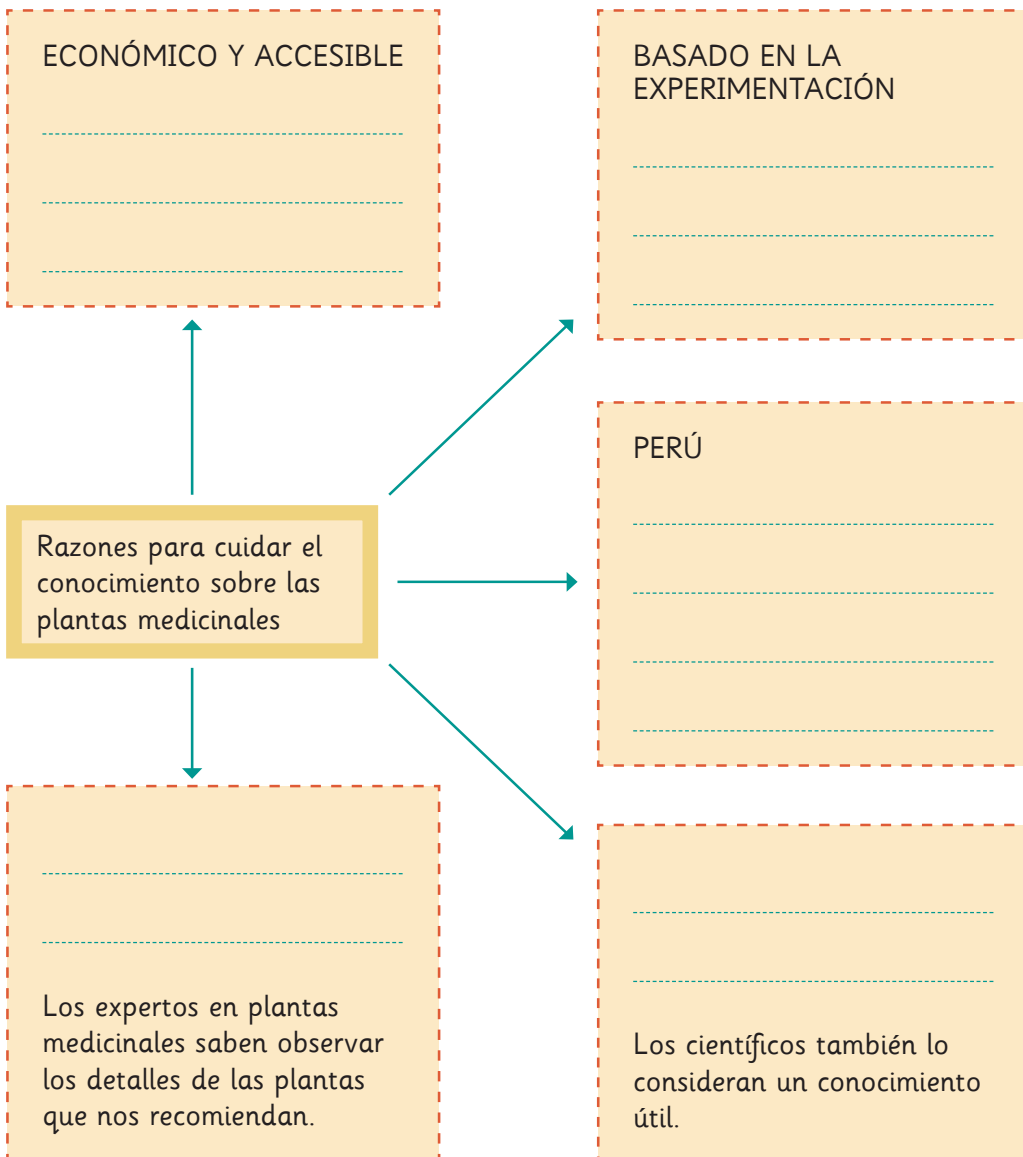 ECONÓMICO Y ACCESIBLE
BASADO EN LA
EXPERIMENTACIÓN
PERÚ
Razones para cuidar el
conocimiento sobre las
plantas medicinales
Los expertos en plantas
medicinales saben observar
los detalles de las plantas
que nos recomiendan.
Los científicos también lo
consideran un conocimiento
útil.